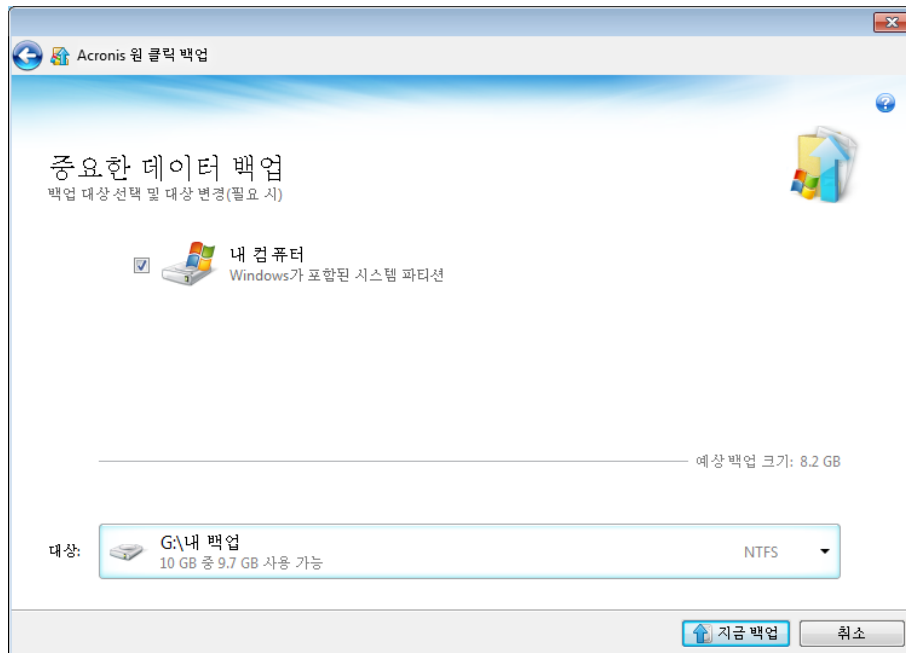 Acronis 원 클릭 백업
중요한 데이터 백업
백업 대상 선택 및 대상 변경(필요 시)
내 컴퓨터
Windows가 포함된 시스템 파티션
예상 백업 크기: 8.2 GB
대상:
G:\내 백업
NTFS
10 GB 중 9.7 GB 사용 가능
지금 백업
취소